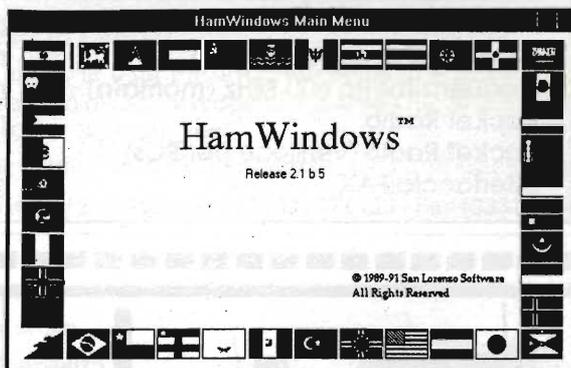 HamWindows Main Menu
HamWindows™
Release 2.1 b 5
© 1989-91 San Lorenzo Software
All Rights Reserved